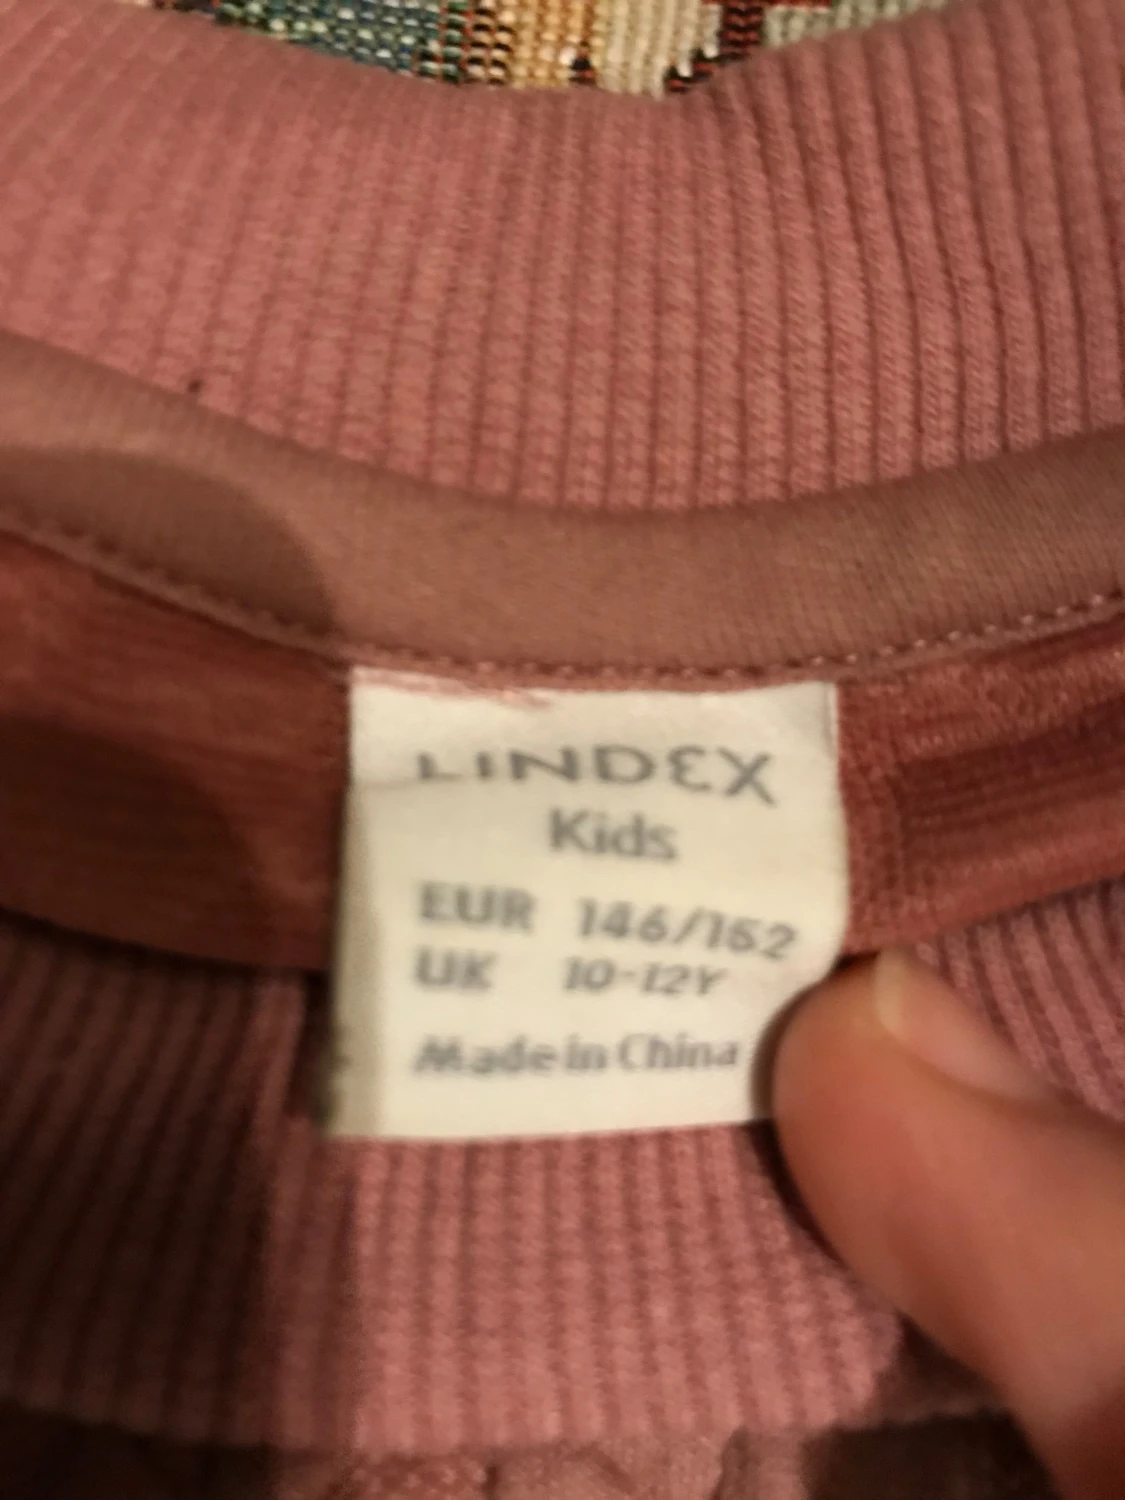 LINDEX
Kids
EUR 146/152
UK 10-12Y
Made in China